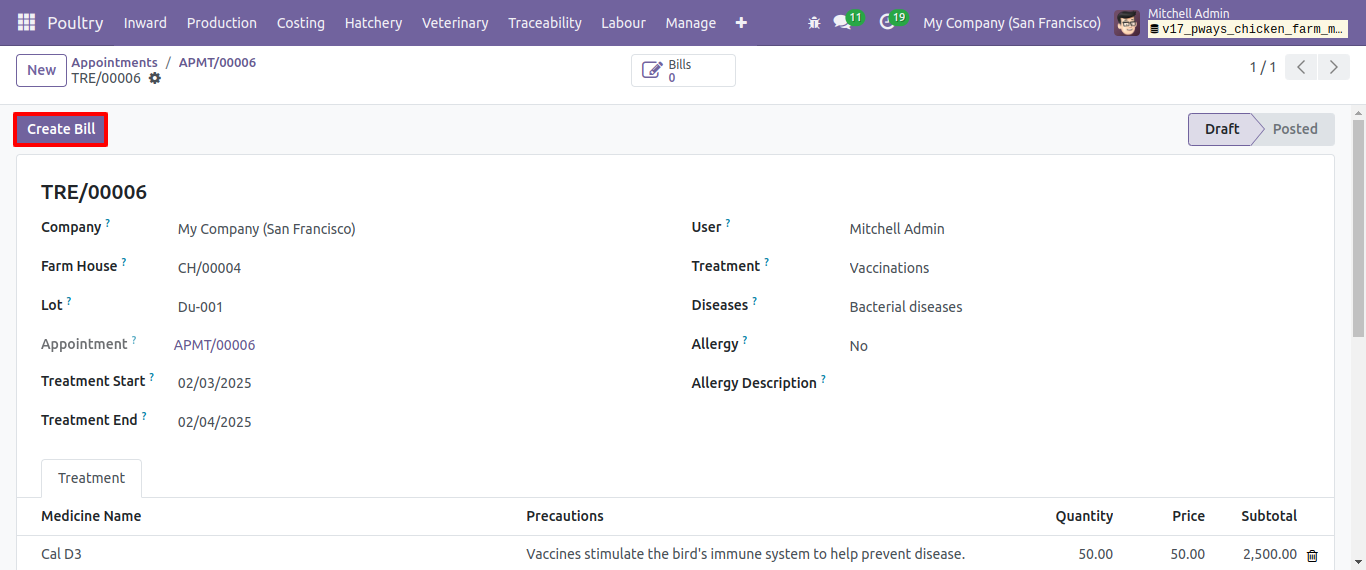 Poultry Inward Production Costing Hatchery Veterinary Traceability Labour Manage 11 19 My Company (San Francisco) Mitchell Admin
v17_pways_chicken_farm_m...
New Appointments / APMT/00006 Bills 1 / 1
TRE/00006 0
Create Bill Draft Posted
TRE/00006
Company ? My Company (San Francisco) User ? Mitchell Admin
Farm House ? CH/00004 Treatment ? Vaccinations
Lot ? Du-001 Diseases ? Bacterial diseases
Appointment ? APMT/00006 Allergy ? No
Treatment Start ? 02/03/2025 Allergy Description ?
Treatment End ? 02/04/2025
Treatment
Medicine Name Precautions Quantity Price Subtotal
Cal D3 Vaccines stimulate the bird's immune system to help prevent disease. 50.00 50.00 2,500.00